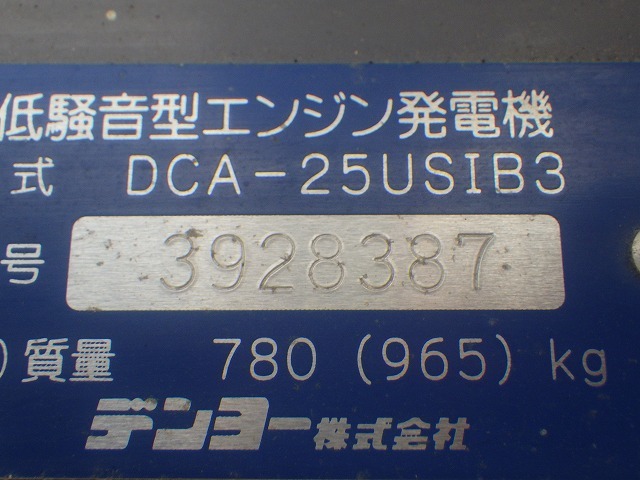 低騒音型エンジン発電機
式 DCA-25USIB3
号 3928387
)質量 780 (965) kg
デンヨー株式会社